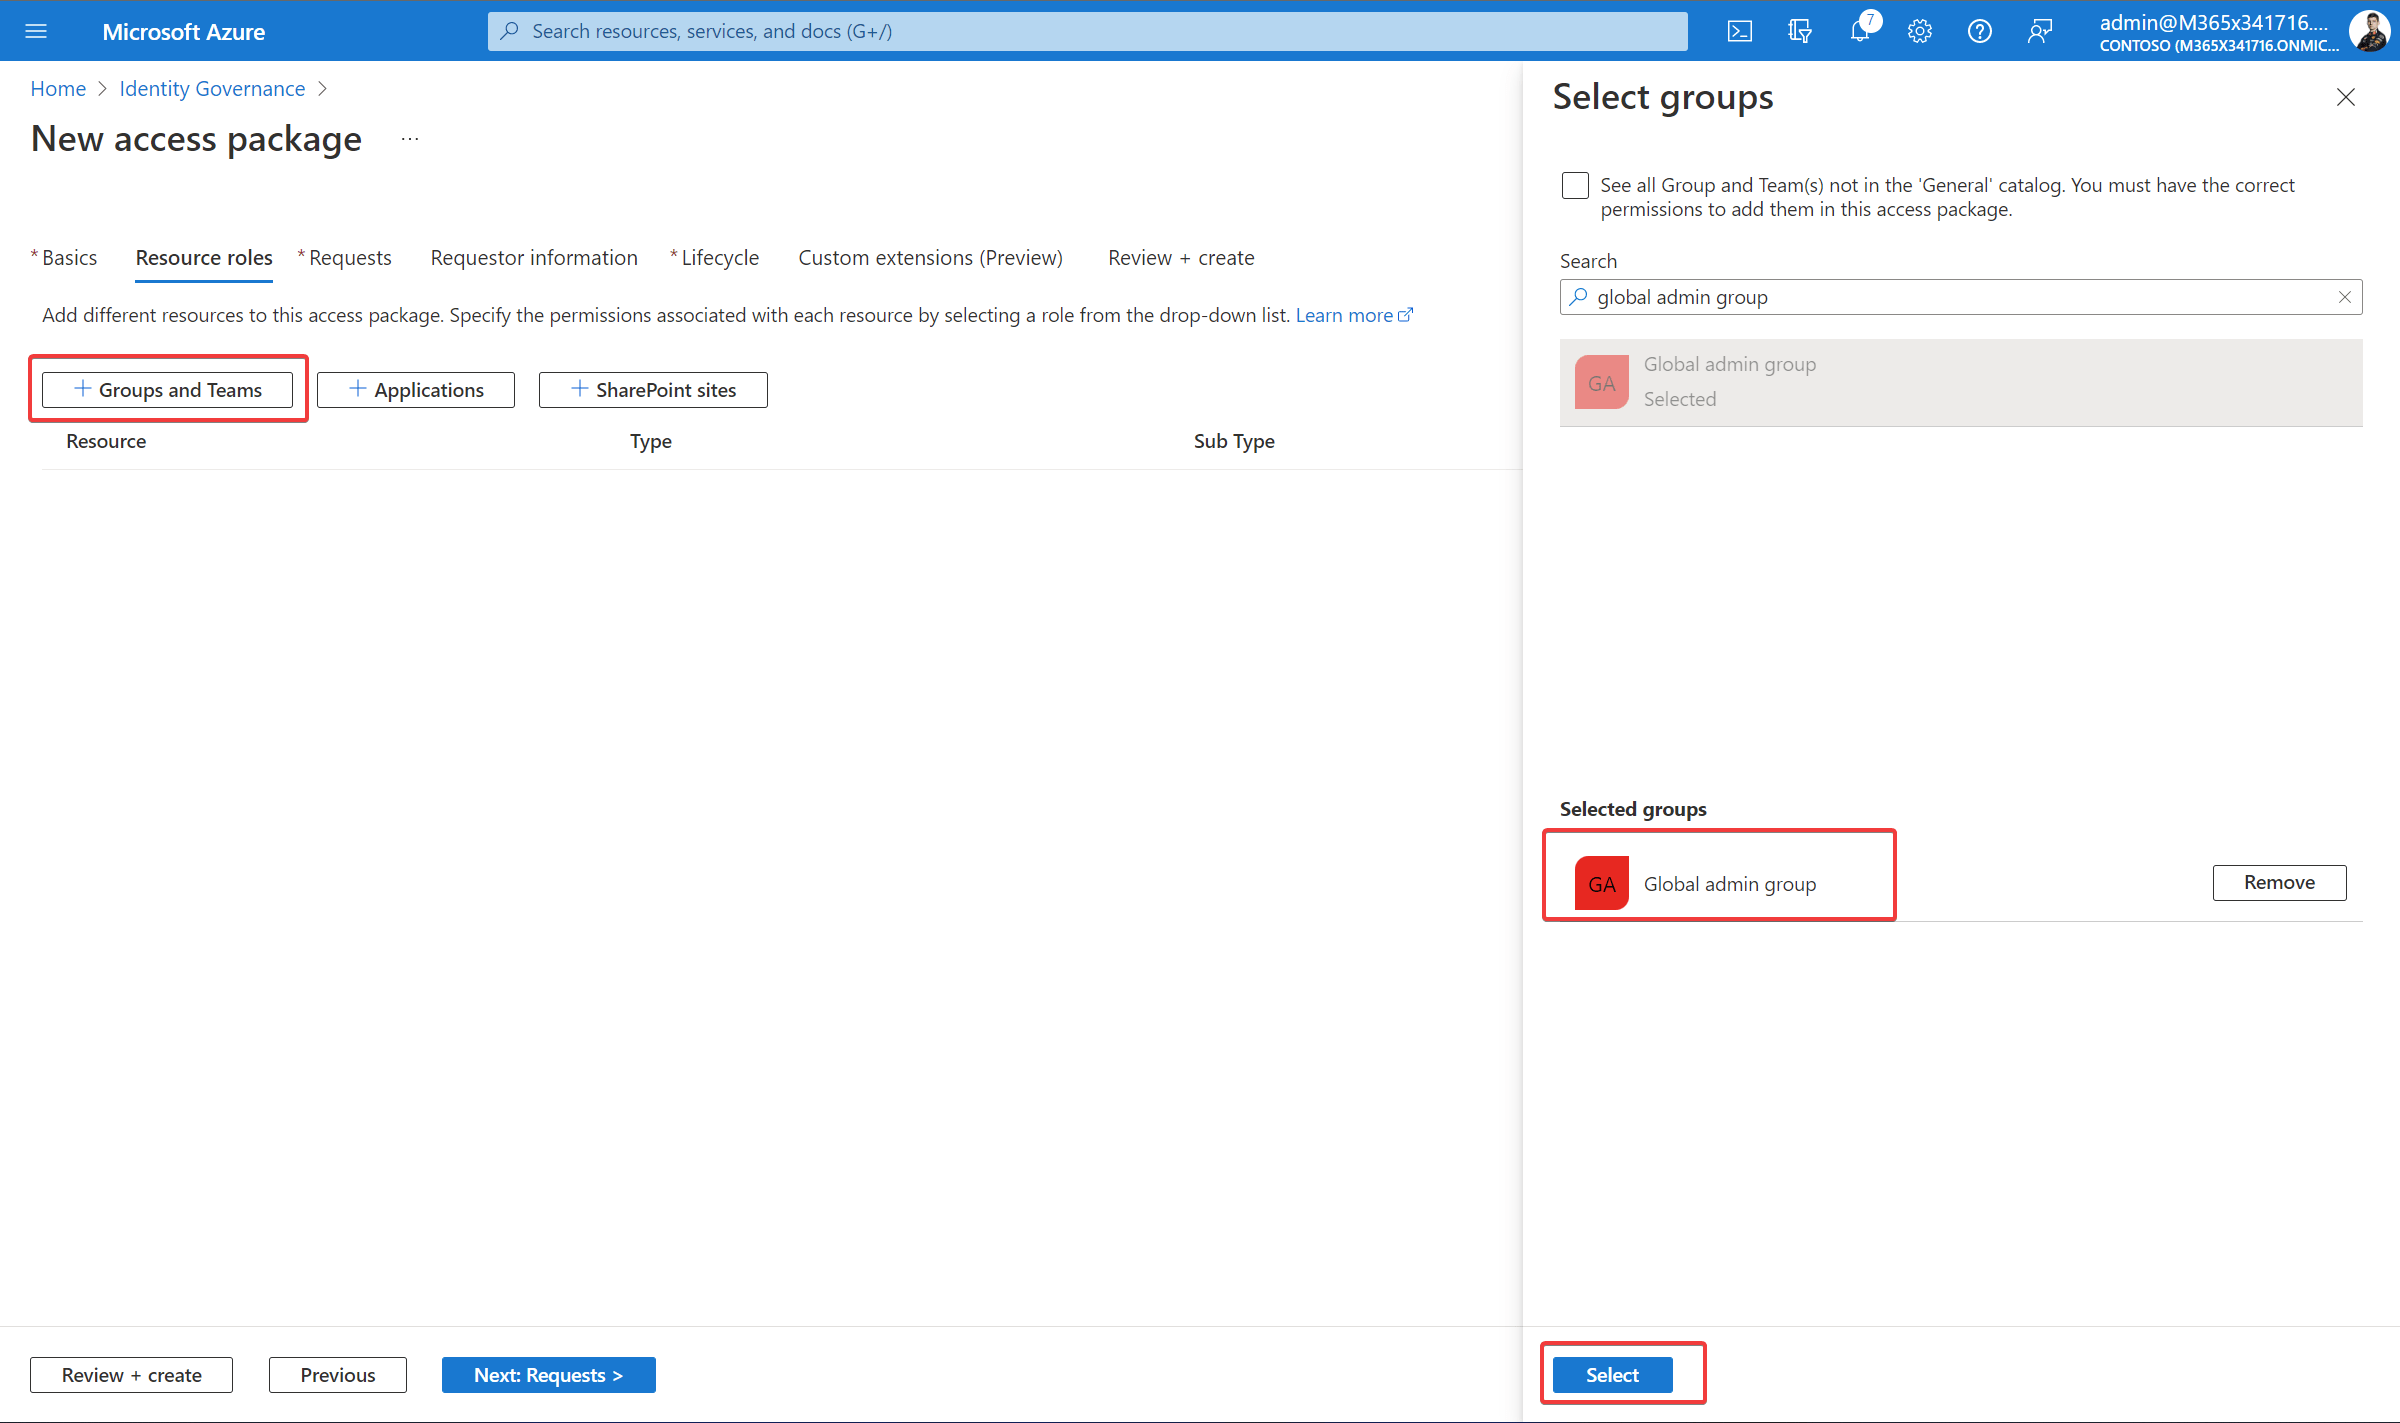 Microsoft Azure
Search resources, services, and docs (G+/)
7
admin@M365x341716....
CONTOSO (M365X341716.ONMIC...
Home > Identity Governance >
New access package ...
* Basics Resource roles * Requests Requestor information * Lifecycle Custom extensions (Preview) Review + create
Add different resources to this access package. Specify the permissions associated with each resource by selecting a role from the drop-down list. Learn more
+ Groups and Teams + Applications + SharePoint sites
Resource Type Sub Type
Review + create Previous Next: Requests >
Select groups
See all Group and Team(s) not in the 'General' catalog. You must have the correct
permissions to add them in this access package.
Search
global admin group
GA Global admin group
Selected
Selected groups
GA Global admin group Remove
Select